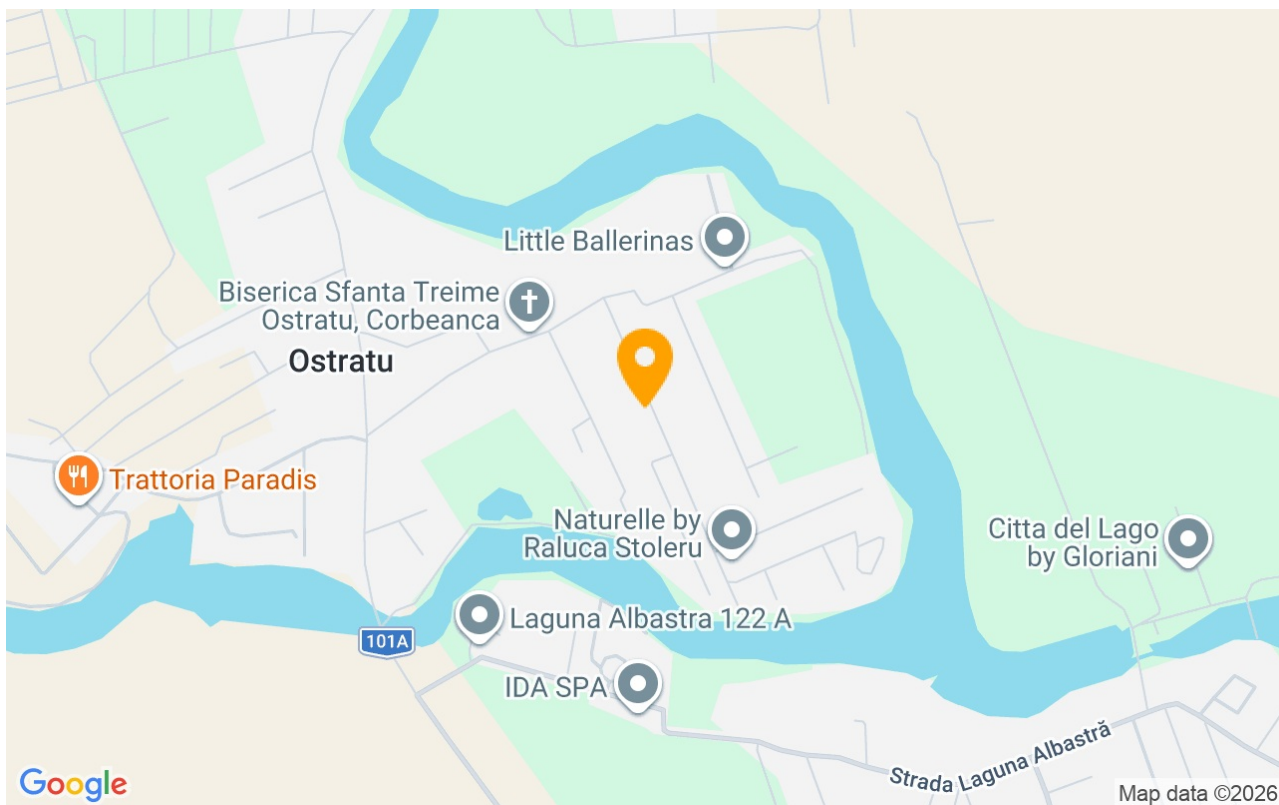 Little Ballerinas
Biserica Sfanta Treime
Ostratu, Corbeanca
Ostratu
Trattoria Paradis
Naturelle by
Raluca Stoleru
Citta del Lago
by Gloriani
Laguna Albastra 122 A
101A
IDA SPA
Strada Laguna Albastră
Google
Map data ©2026